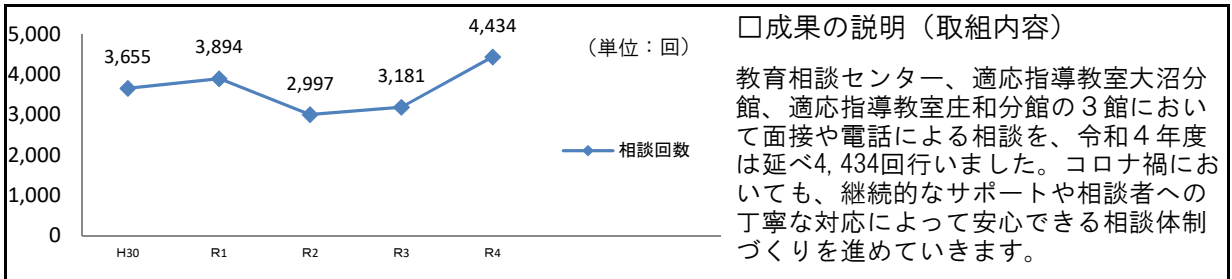 5,000
4,000
3,000
2,000
1,000
0
3,655
3,894
2,997
3,181
4,434
（単位：回）
相談回数
H30
R1
R2
R3
R4
□成果の説明（取組内容）
教育相談センター、適応指導教室大沼分
館、適応指導教室庄和分館の３館におい
て面接や電話による相談を、令和４年度
は延べ4,434回行いました。コロナ禍にお
いても、継続的なサポートや相談者への
丁寧な対応によって安心できる相談体制
づくりを進めていきます。